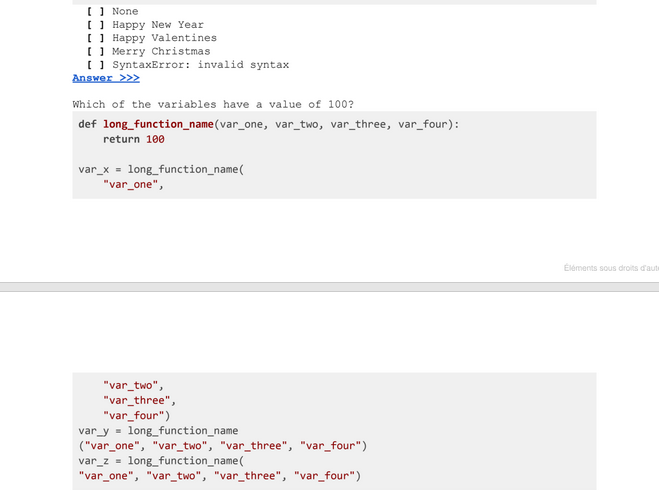 [ ] None
[ ] Happy New Year
[ ] Happy Valentines
[ ] Merry Christmas
[ ] SyntaxError: invalid syntax
Answer >>>
Which of the variables have a value of 100?
def long_function_name(var_one, var_two, var_three, var_four):
    return 100
var_x = long_function_name(
    "var_one",
Éléments sous droits d'aut
    "var_two",
    "var_three",
    "var_four")
var_y = long_function_name
("var_one", "var_two", "var_three", "var_four")
var_z = long_function_name(
"var_one", "var_two", "var_three", "var_four")